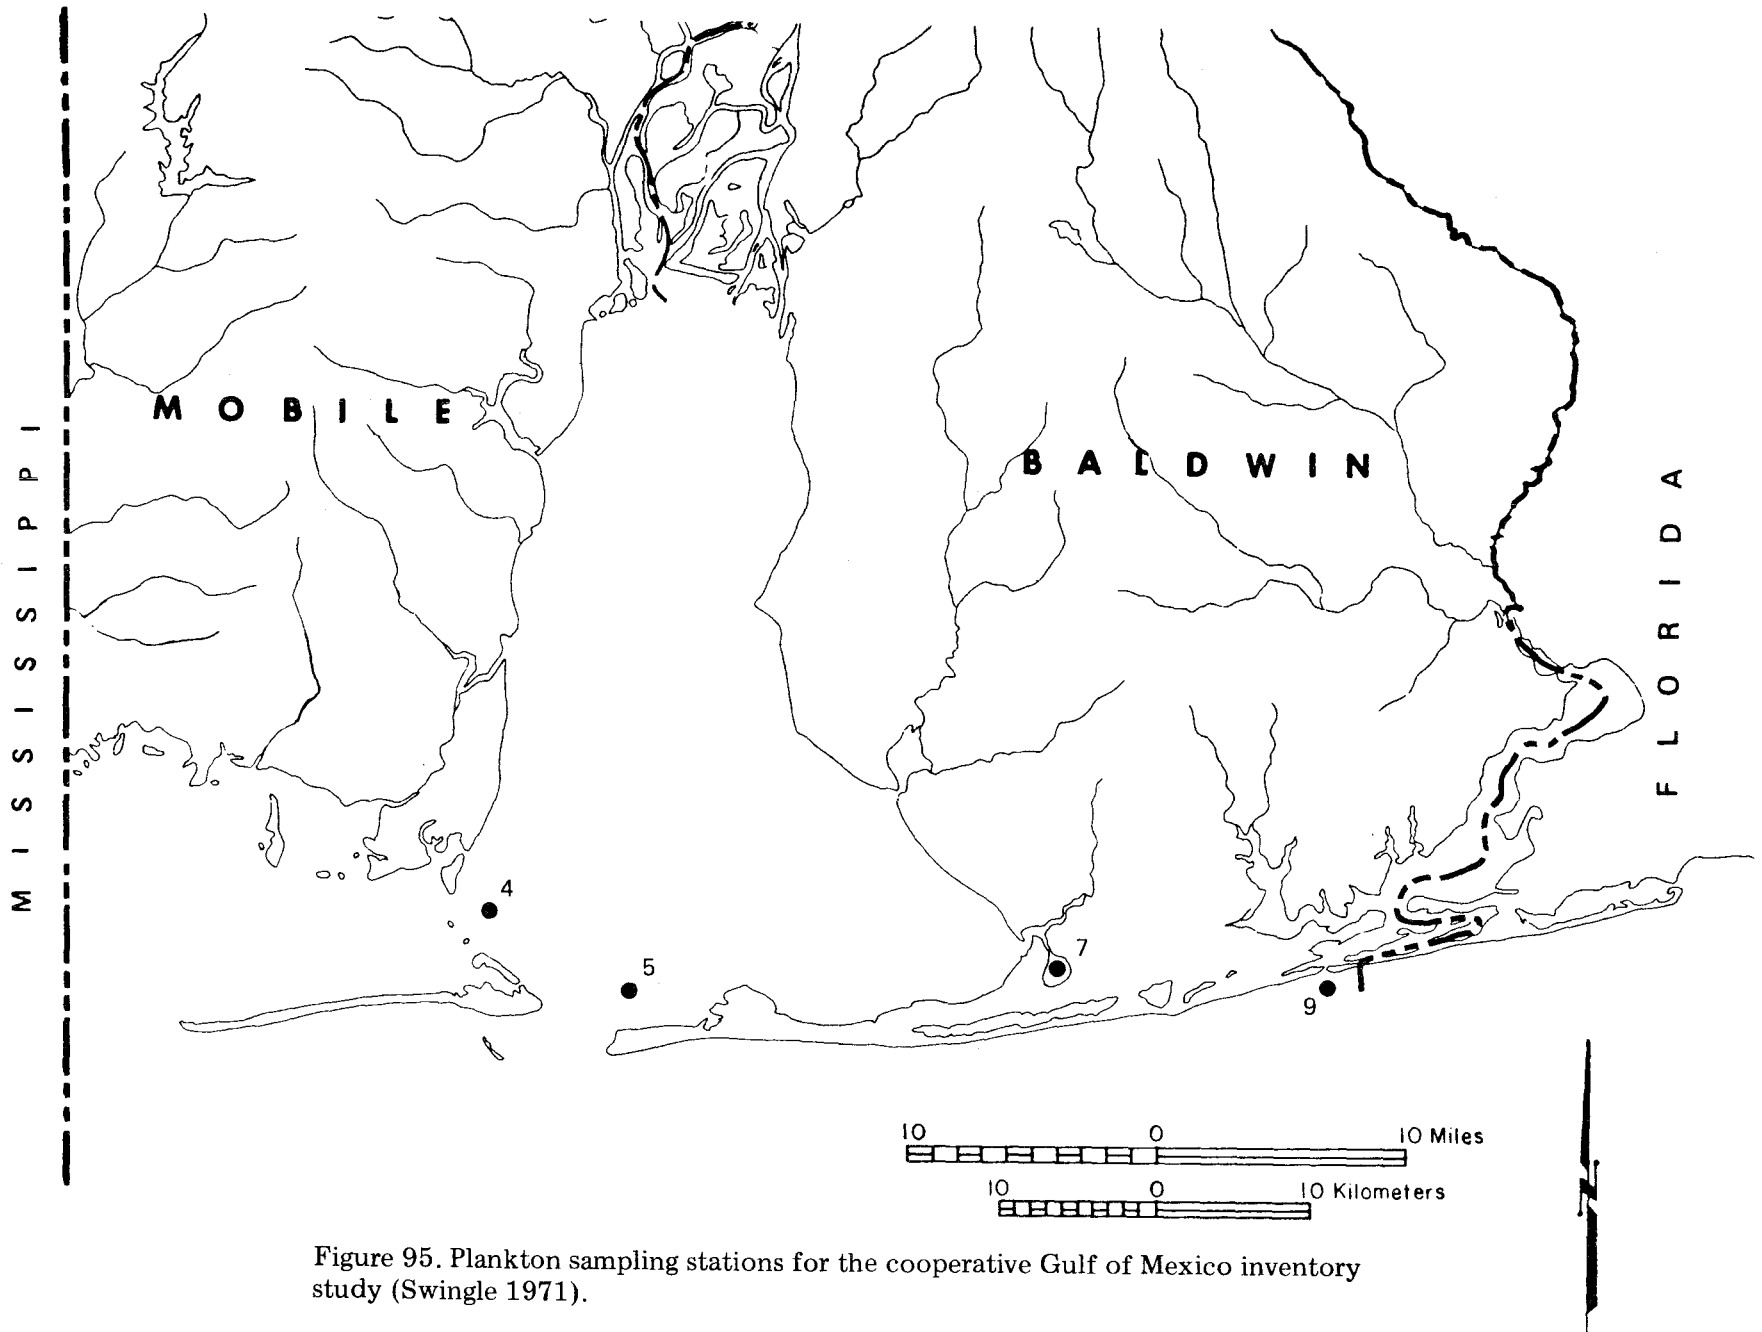 MOBILE
BALDWIN
MISSISSIPPI
FLORIDA
4
5
7
9
10 0 10 Miles
10 0 10 Kilometers
N
Figure 95. Plankton sampling stations for the cooperative Gulf of Mexico inventory
study (Swingle 1971).